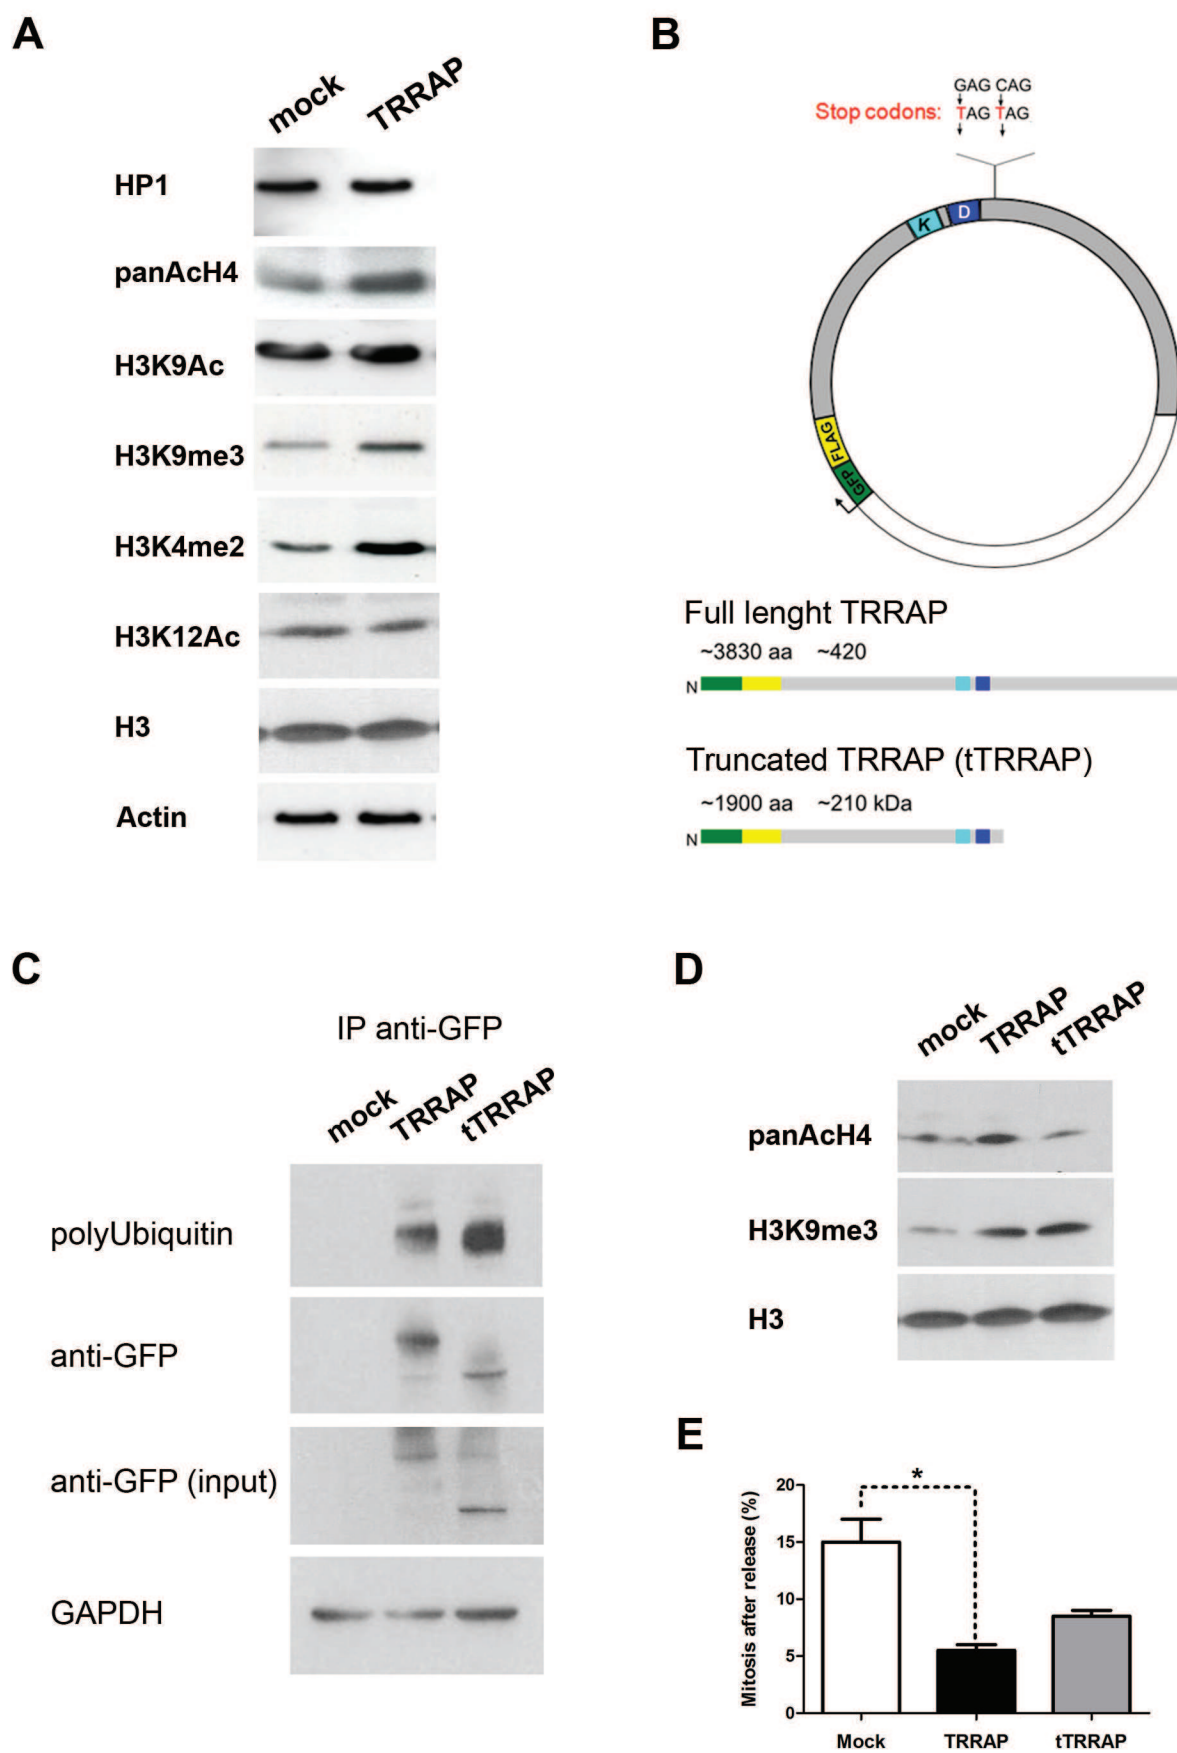 A
mock
TRRAP
HP1
panAcH4
H3K9Ac
H3K9me3
H3K4me2
H3K12Ac
H3
Actin
B
GAG CAG
Stop codons: TAG TAG
K D
FLAG
GFP
Full lenght TRRAP
~3830 aa ~420
N
Truncated TRRAP (tTRRAP)
~1900 aa ~210 kDa
N
C
IP anti-GFP
mock
TRRAP
tTRRAP
polyUbiquitin
anti-GFP
anti-GFP (input)
GAPDH
D
mock
TRRAP
tTRRAP
panAcH4
H3K9me3
H3
E
Mitosis after release (%)
20
15
10
5
0
*
Mock TRRAP tTRRAP